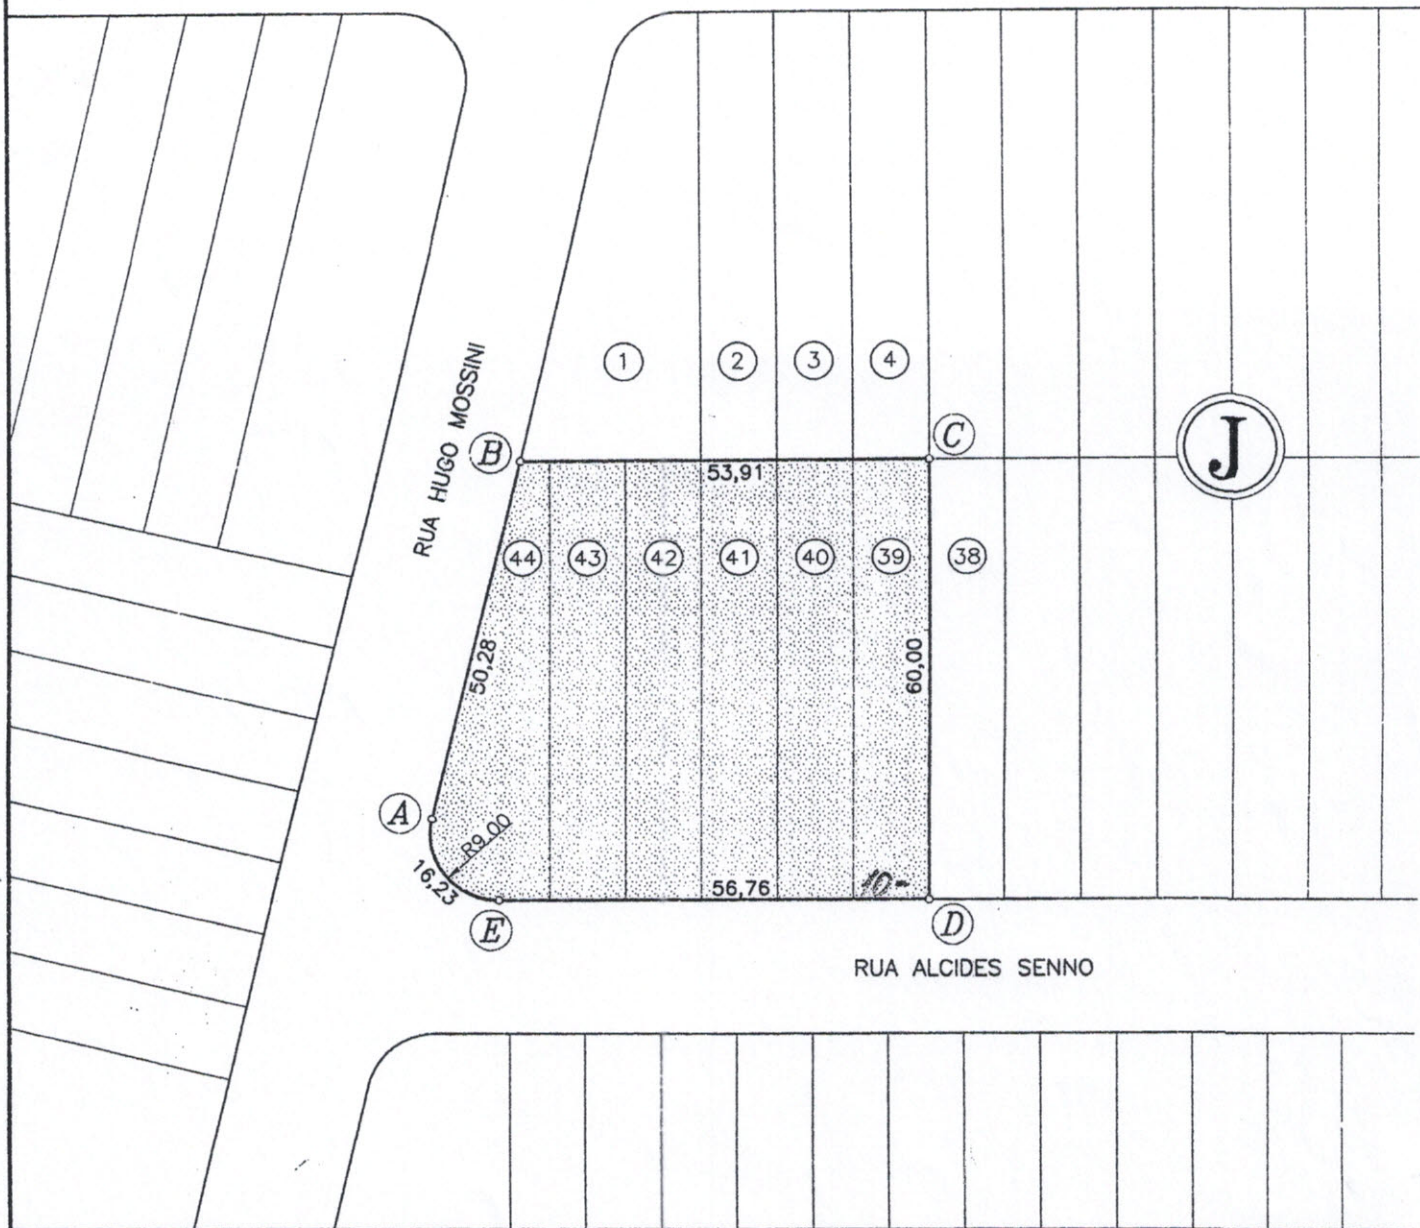 1 2 3 4
RUA HUGO MOSSINI
B
C
J
53,91
44 43 42 41 40 39 38
50,28
60,00
A
R9,00
16,23
56,76
10-
E
D
RUA ALCIDES SENNO